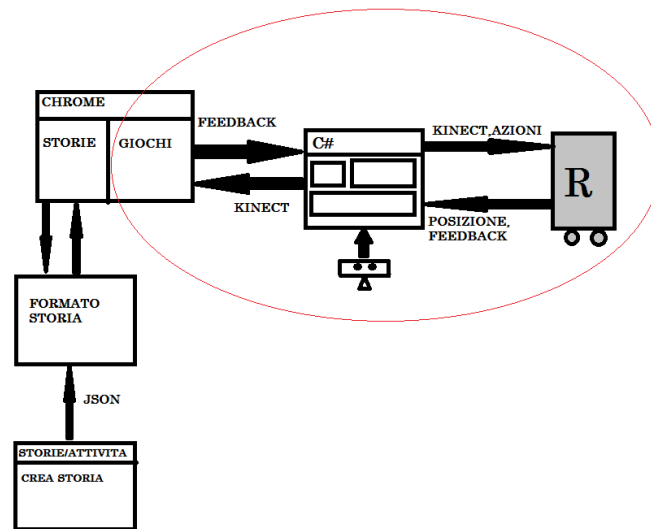 CHROME
STORIE
GIOCHI
FEEDBACK
KINECT
C#
KINECT,AZIONI
POSIZIONE,
FEEDBACK
R
FORMATO
STORIA
JSON
STORIE/ATTIVITA
CREA STORIA